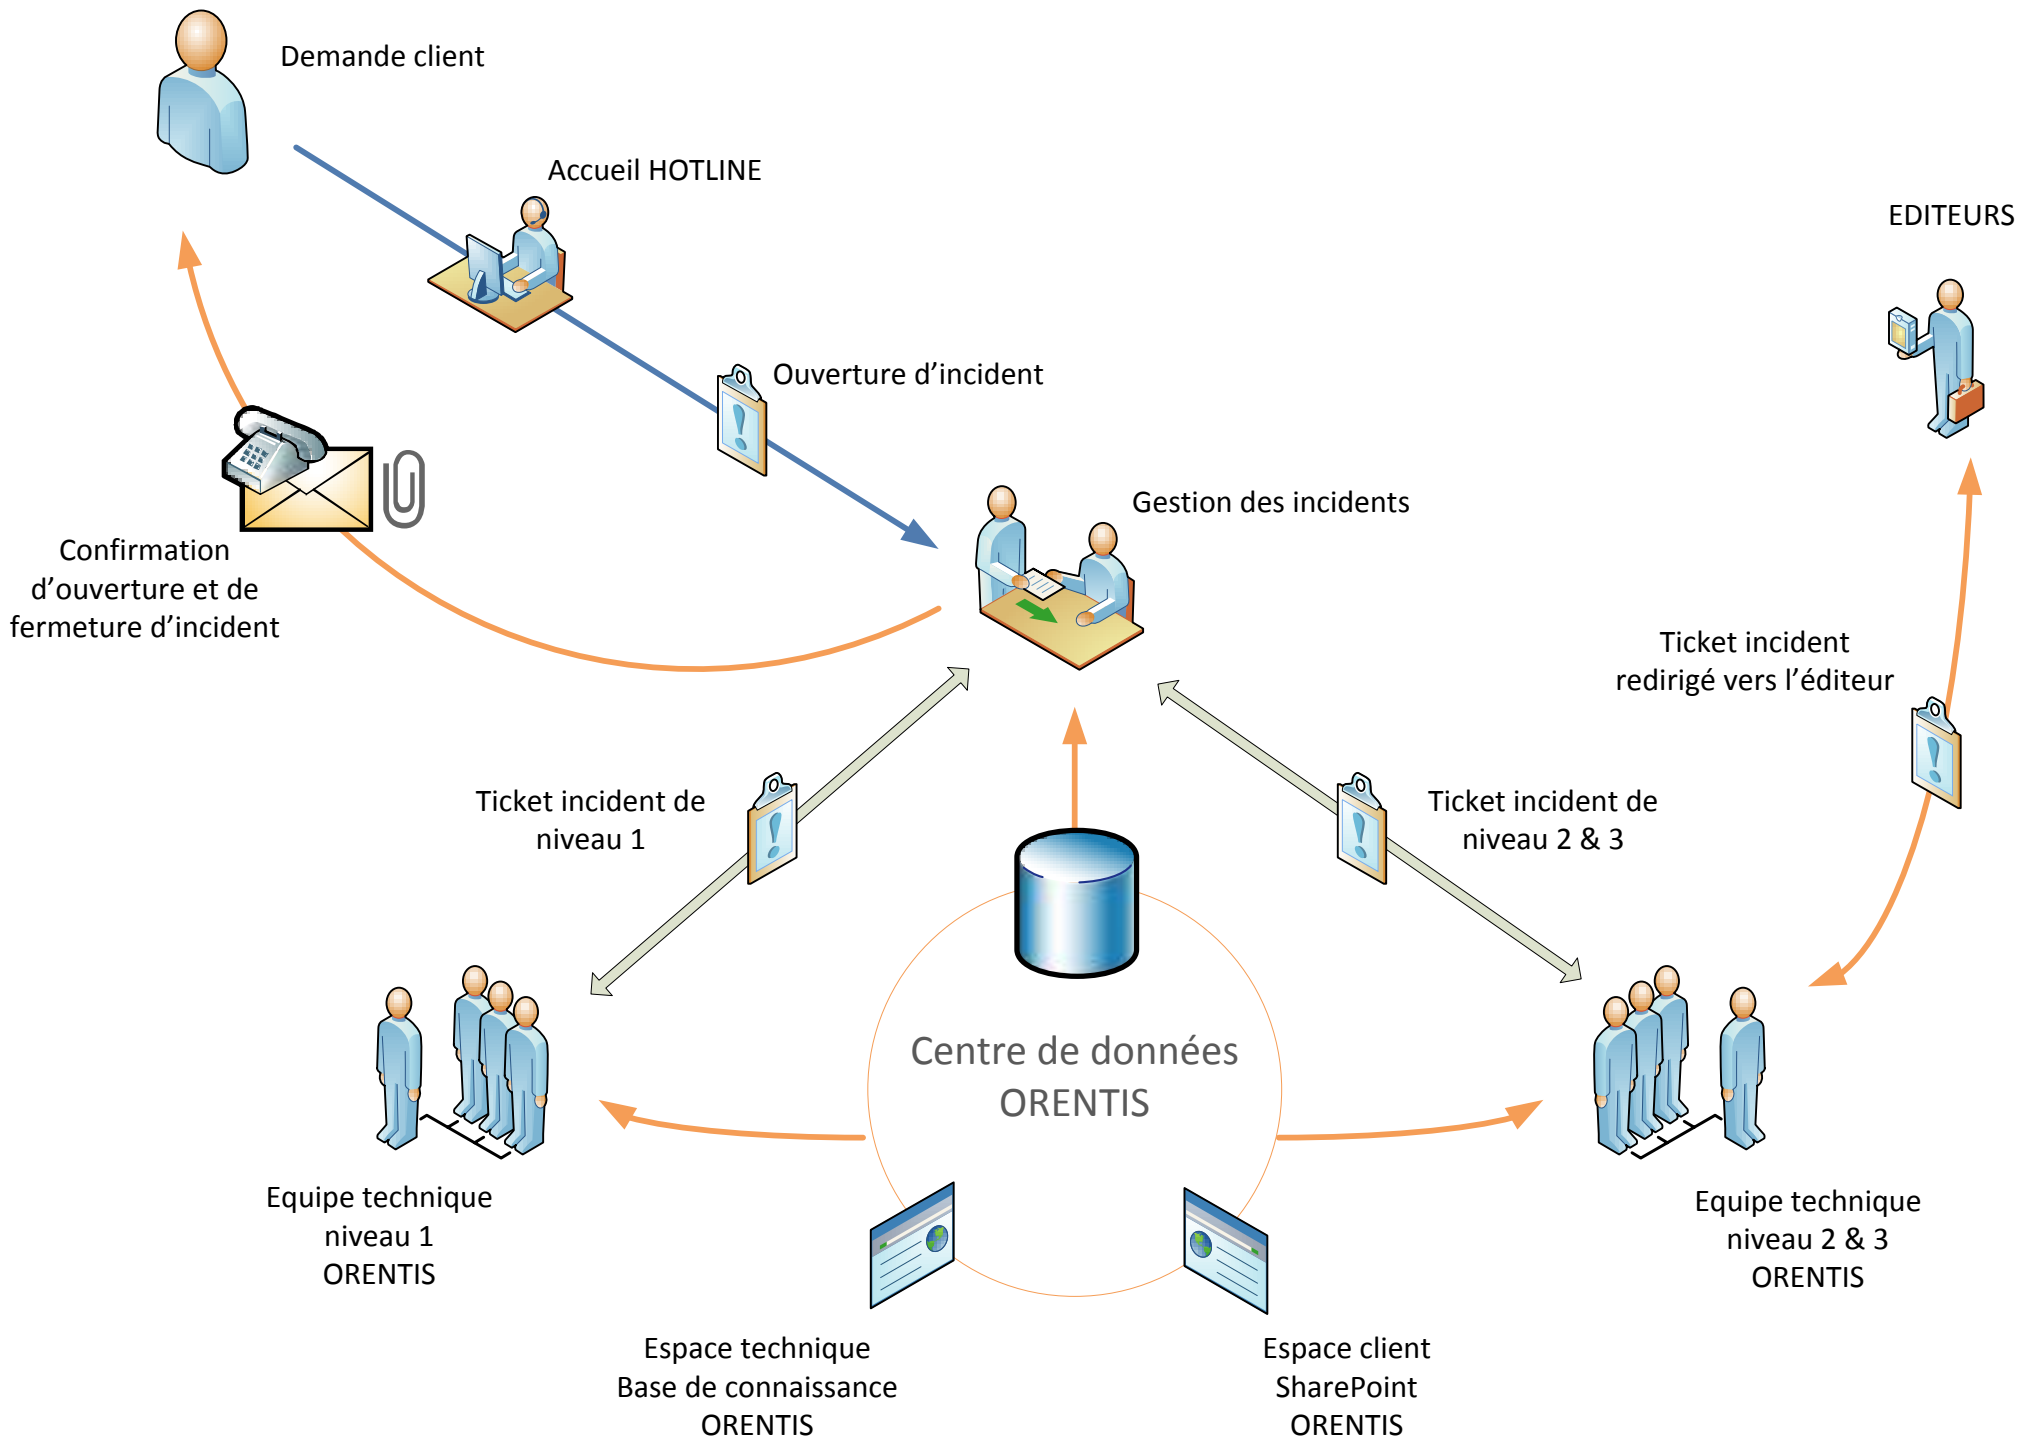 Demande client
Accueil HOTLINE
EDITEURS
Ouverture d'incident
Gestion des incidents
Confirmation
d'ouverture et de
fermeture d'incident
Ticket incident
redirigé vers l'éditeur
Ticket incident de
niveau 1
Ticket incident de
niveau 2 & 3
Centre de données
ORENTIS
Equipe technique
niveau 1
ORENTIS
Equipe technique
niveau 2 & 3
ORENTIS
Espace technique
Base de connaissance
ORENTIS
Espace client
SharePoint
ORENTIS